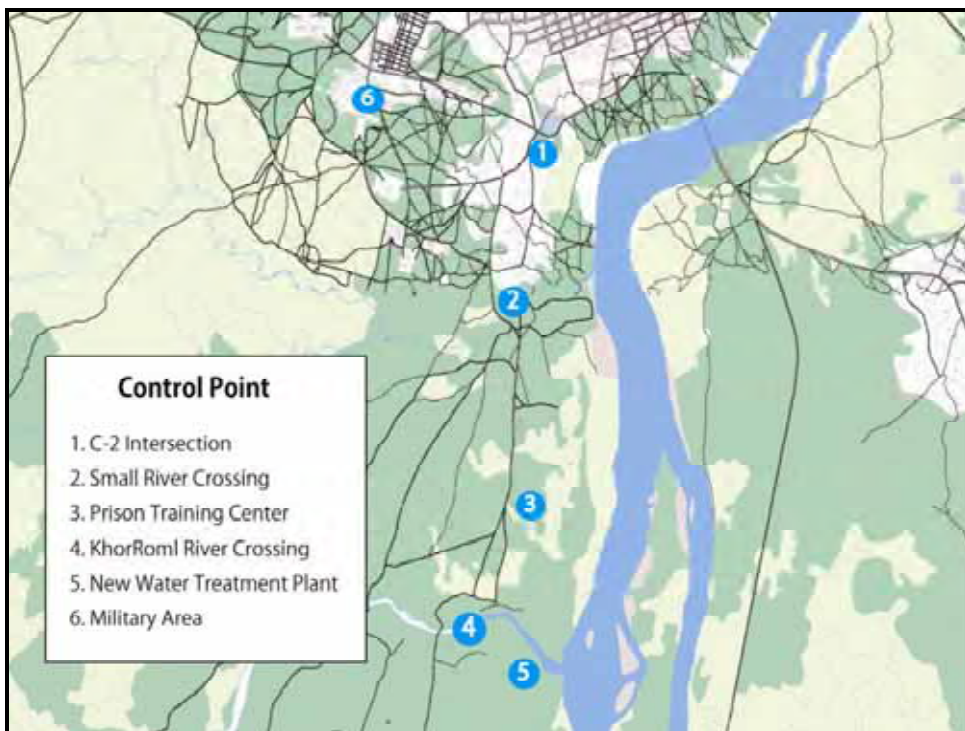 6
1
2
Control Point
1. C-2 Intersection
2. Small River Crossing
3. Prison Training Center
4. KhorRoml River Crossing
5. New Water Treatment Plant
6. Military Area
3
4
5